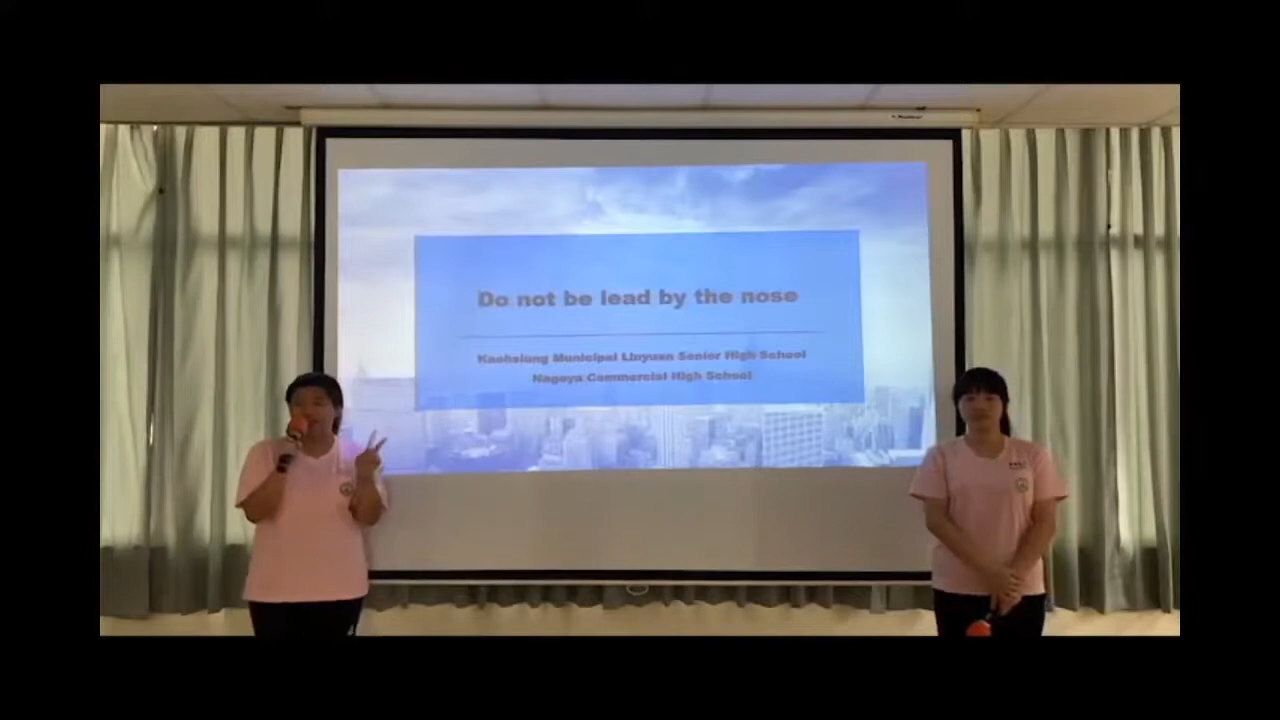 Do not be lead by the nose
Kaohsiung Municipal Linyuan Senior High School
Nagoya Commercial High School